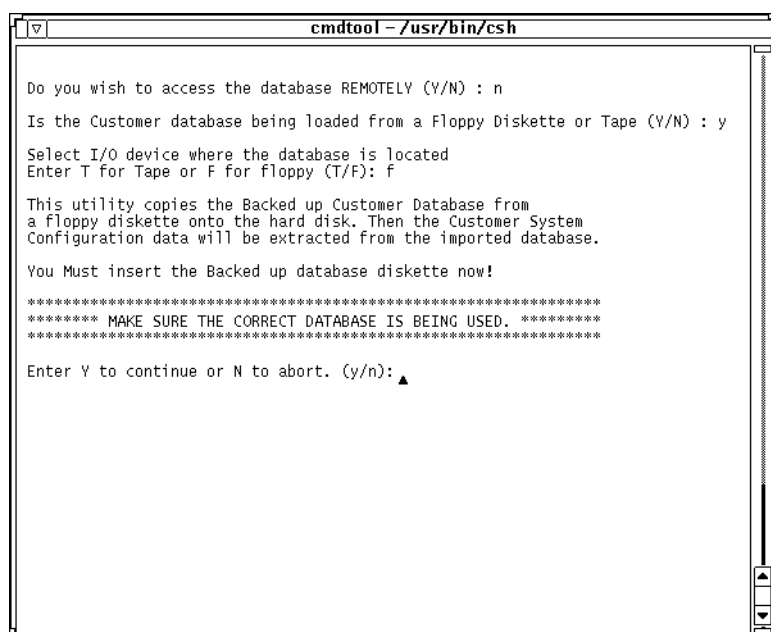 cmdtool – /usr/bin/csh
Do you wish to access the database REMOTELY (Y/N) : n
Is the Customer database being loaded from a Floppy Diskette or Tape (Y/N) : y
Select I/O device where the database is located
Enter T for Tape or F for floppy (T/F): f
This utility copies the Backed up Customer Database from
a floppy diskette onto the hard disk. Then the Customer System
Configuration data will be extracted from the imported database.
You Must insert the Backed up database diskette now!
****************************************************************
******** MAKE SURE THE CORRECT DATABASE IS BEING USED. *********
****************************************************************
Enter Y to continue or N to abort. (y/n):